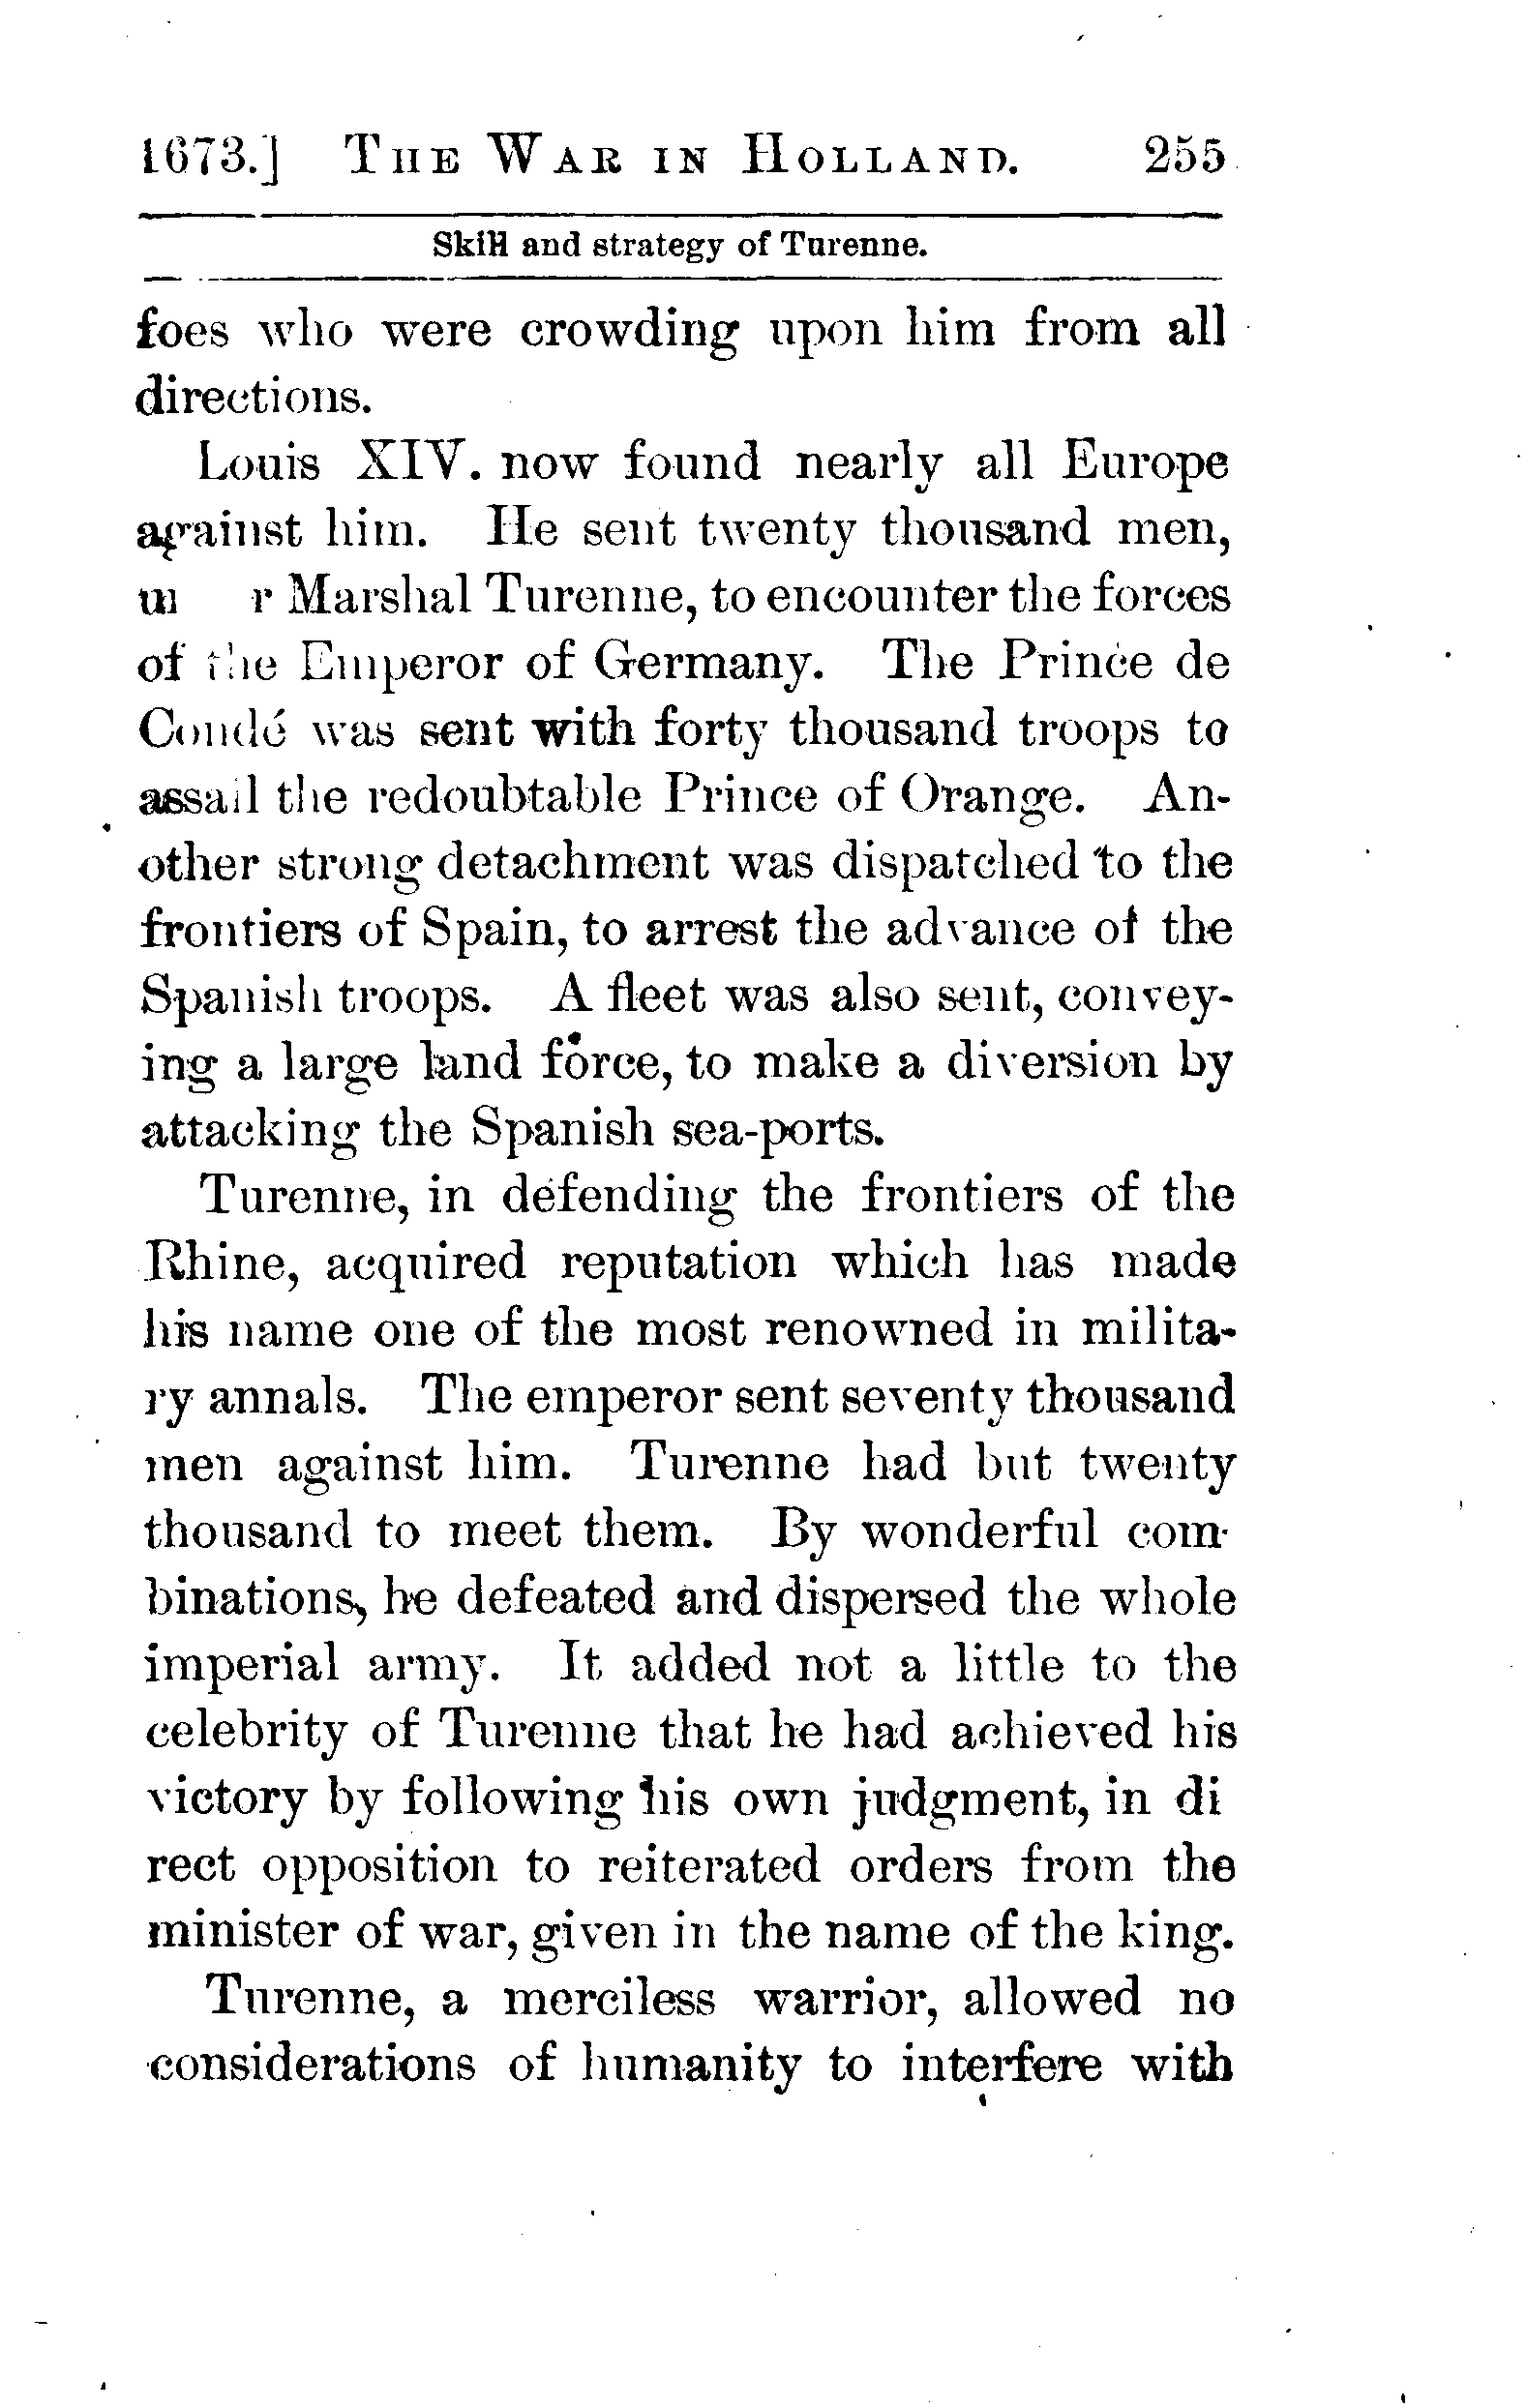 1673.] THE WAR IN HOLLAND. 255
Skill and strategy of Turenne.
foes who were crowding upon him from all
directions.
Louis XIV. now found nearly all Europe
against him. He sent twenty thousand men,
Marshal Turenne, to encounter the forces
of the Emperor of Germany. The Prince de
Condé was sent with forty thousand troops to
assail the redoubtable Prince of Orange. An-
other strong detachment was dispatched to the
frontiers of Spain, to arrest the advance of the
Spanish troops. A fleet was also sent, convey-
ing a large land force, to make a diversion by
attacking the Spanish sea-ports.
Turenne, in defending the frontiers of the
Rhine, acquired reputation which has made
his name one of the most renowned in milita-
ry annals. The emperor sent seventy thousand
men against him. Turenne had but twenty
thousand to meet them. By wonderful com-
binations, he defeated and dispersed the whole
imperial army. It added not a little to the
celebrity of Turenne that he had achieved his
victory by following his own judgment, in di
rect opposition to reiterated orders from the
minister of war, given in the name of the king.
Turenne, a merciless warrior, allowed no
considerations of humanity to interfere with